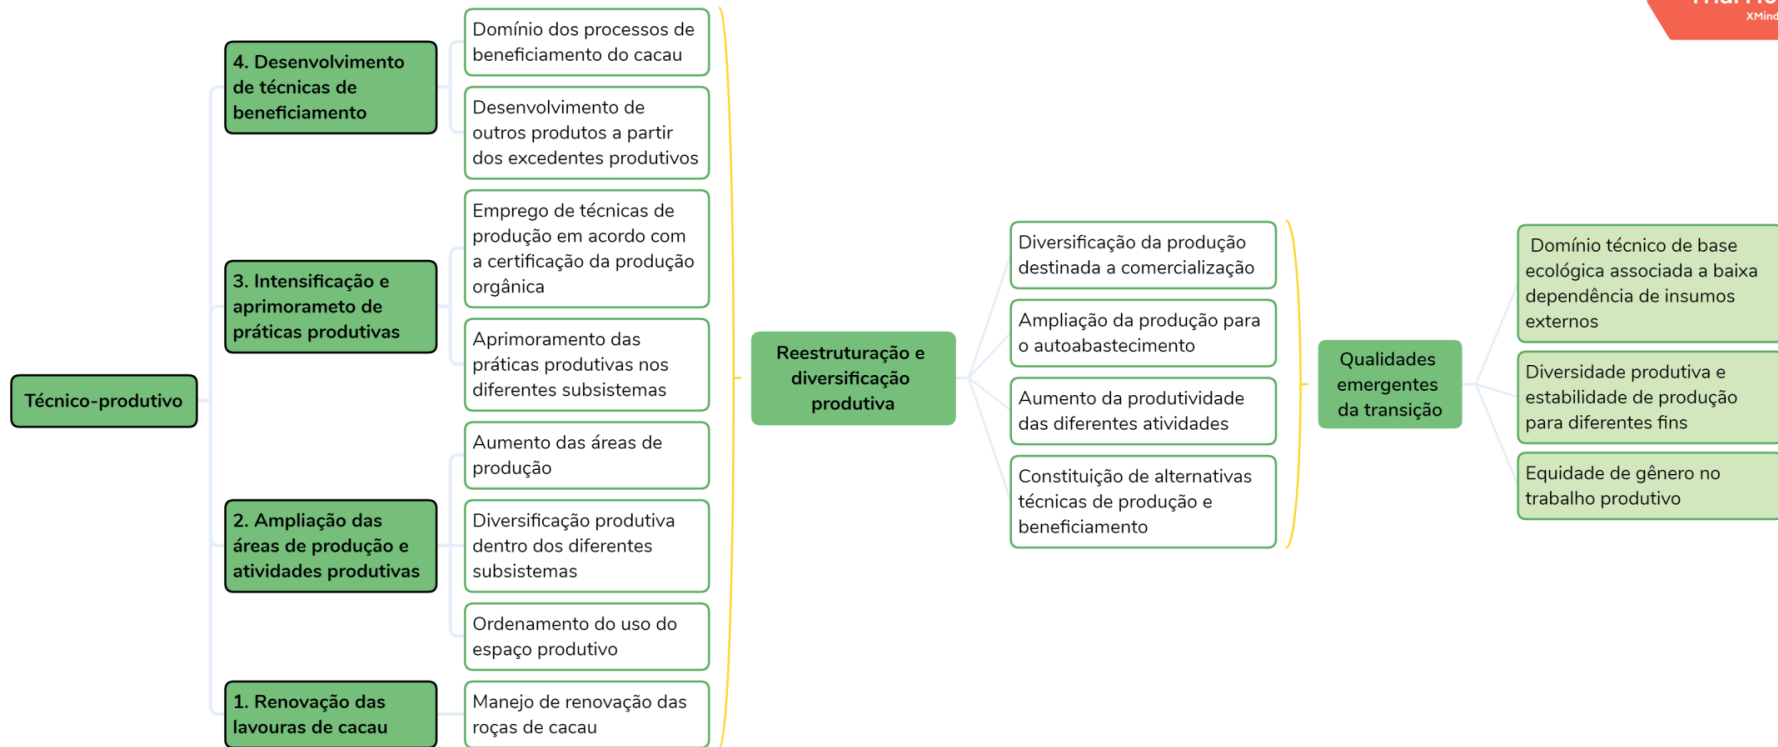 XMind
4. Desenvolvimento
de técnicas de
beneficiamento
Domínio dos processos de
beneficiamento do cacau
Desenvolvimento de
outros produtos a partir
dos excedentes produtivos
3. Intensificação e
aprimorameto de
práticas produtivas
Emprego de técnicas de
produção em acordo com
a certificação da produção
orgânica
Aprimoramento das
práticas produtivas nos
diferentes subsistemas
Técnico-produtivo
2. Ampliação das
áreas de produção e
atividades produtivas
Aumento das áreas de
produção
Diversificação produtiva
dentro dos diferentes
subsistemas
Ordenamento do uso do
espaço produtivo
1. Renovação das
lavouras de cacau
Manejo de renovação das
roças de cacau
Reestruturação e
diversificação
produtiva
Diversificação da produção
destinada a comercialização
Ampliação da produção para
o autoabastecimento
Aumento da produtividade
das diferentes atividades
Constituição de alternativas
técnicas de produção e
beneficiamento
Qualidades
emergentes
da transição
Domínio técnico de base
ecológica associada a baixa
dependência de insumos
externos
Diversidade produtiva e
estabilidade de produção
para diferentes fins
Equidade de gênero no
trabalho produtivo